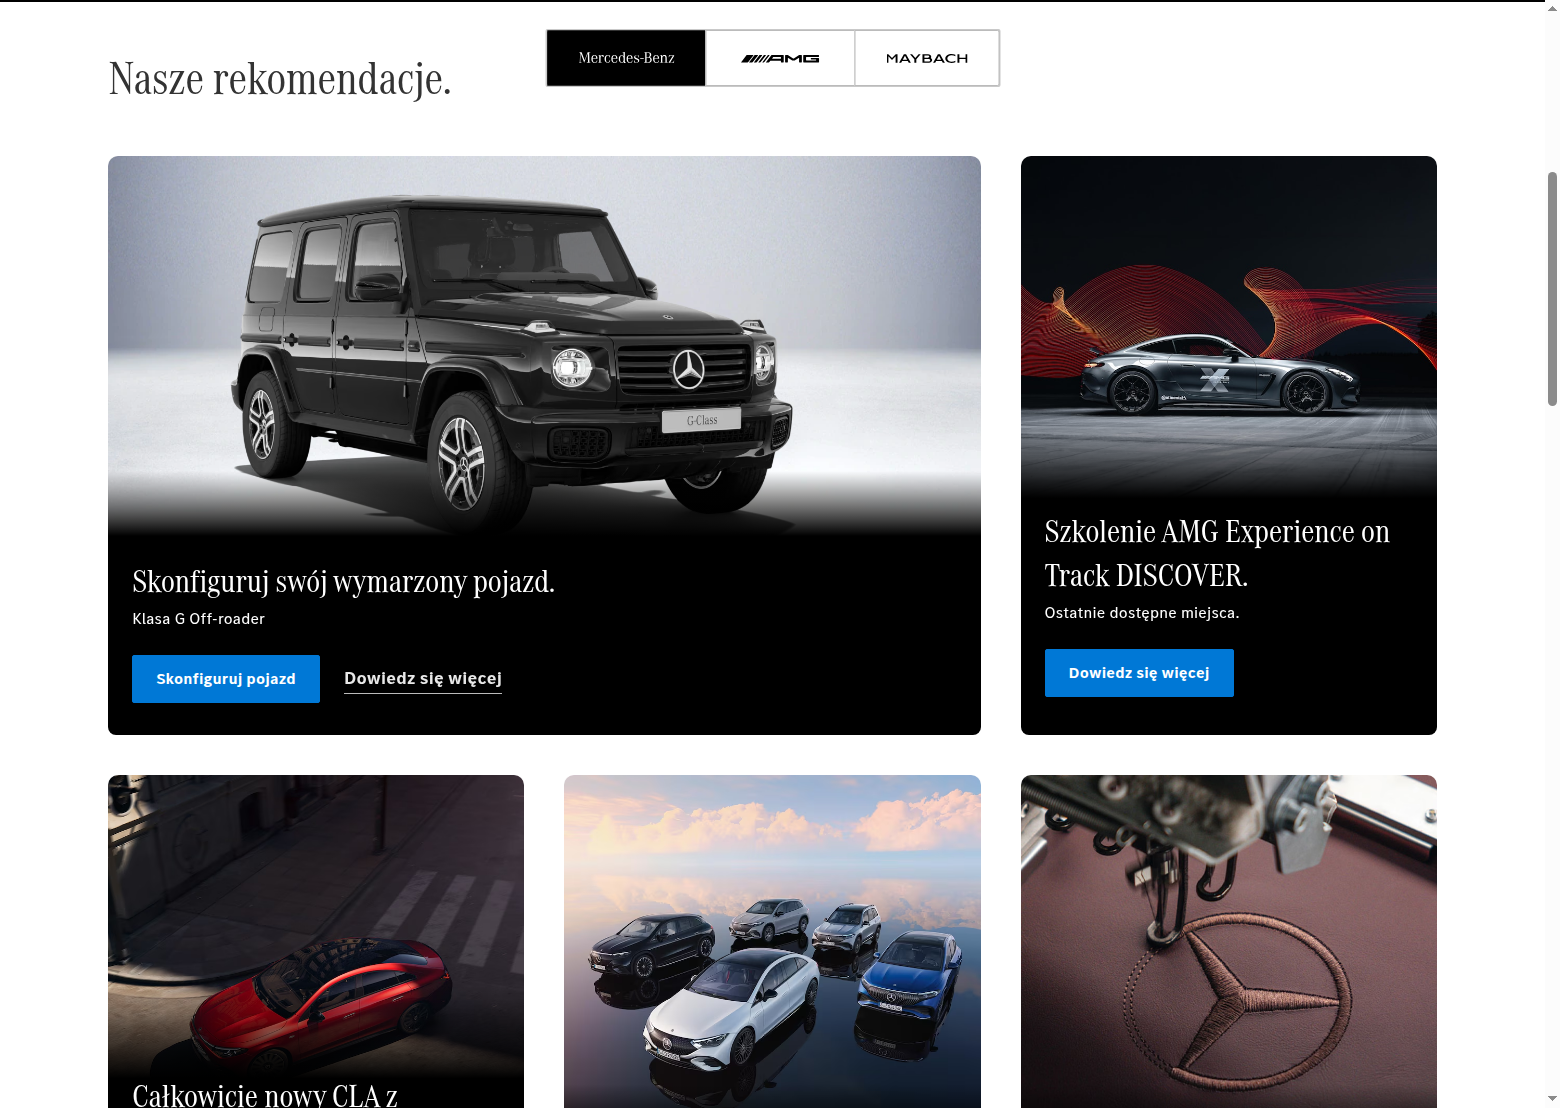 Nasze rekomendacje.
Mercedes-Benz
AMG
MAYBACH
G-Class
Skonfiguruj swój wymarzony pojazd.
Klasa G Off-roader
Skonfiguruj pojazd
Dowiedz się więcej
Szkolenie AMG Experience on
Track DISCOVER.
Ostatnie dostępne miejsca.
Dowiedz się więcej
Całkowicie nowy CLA z